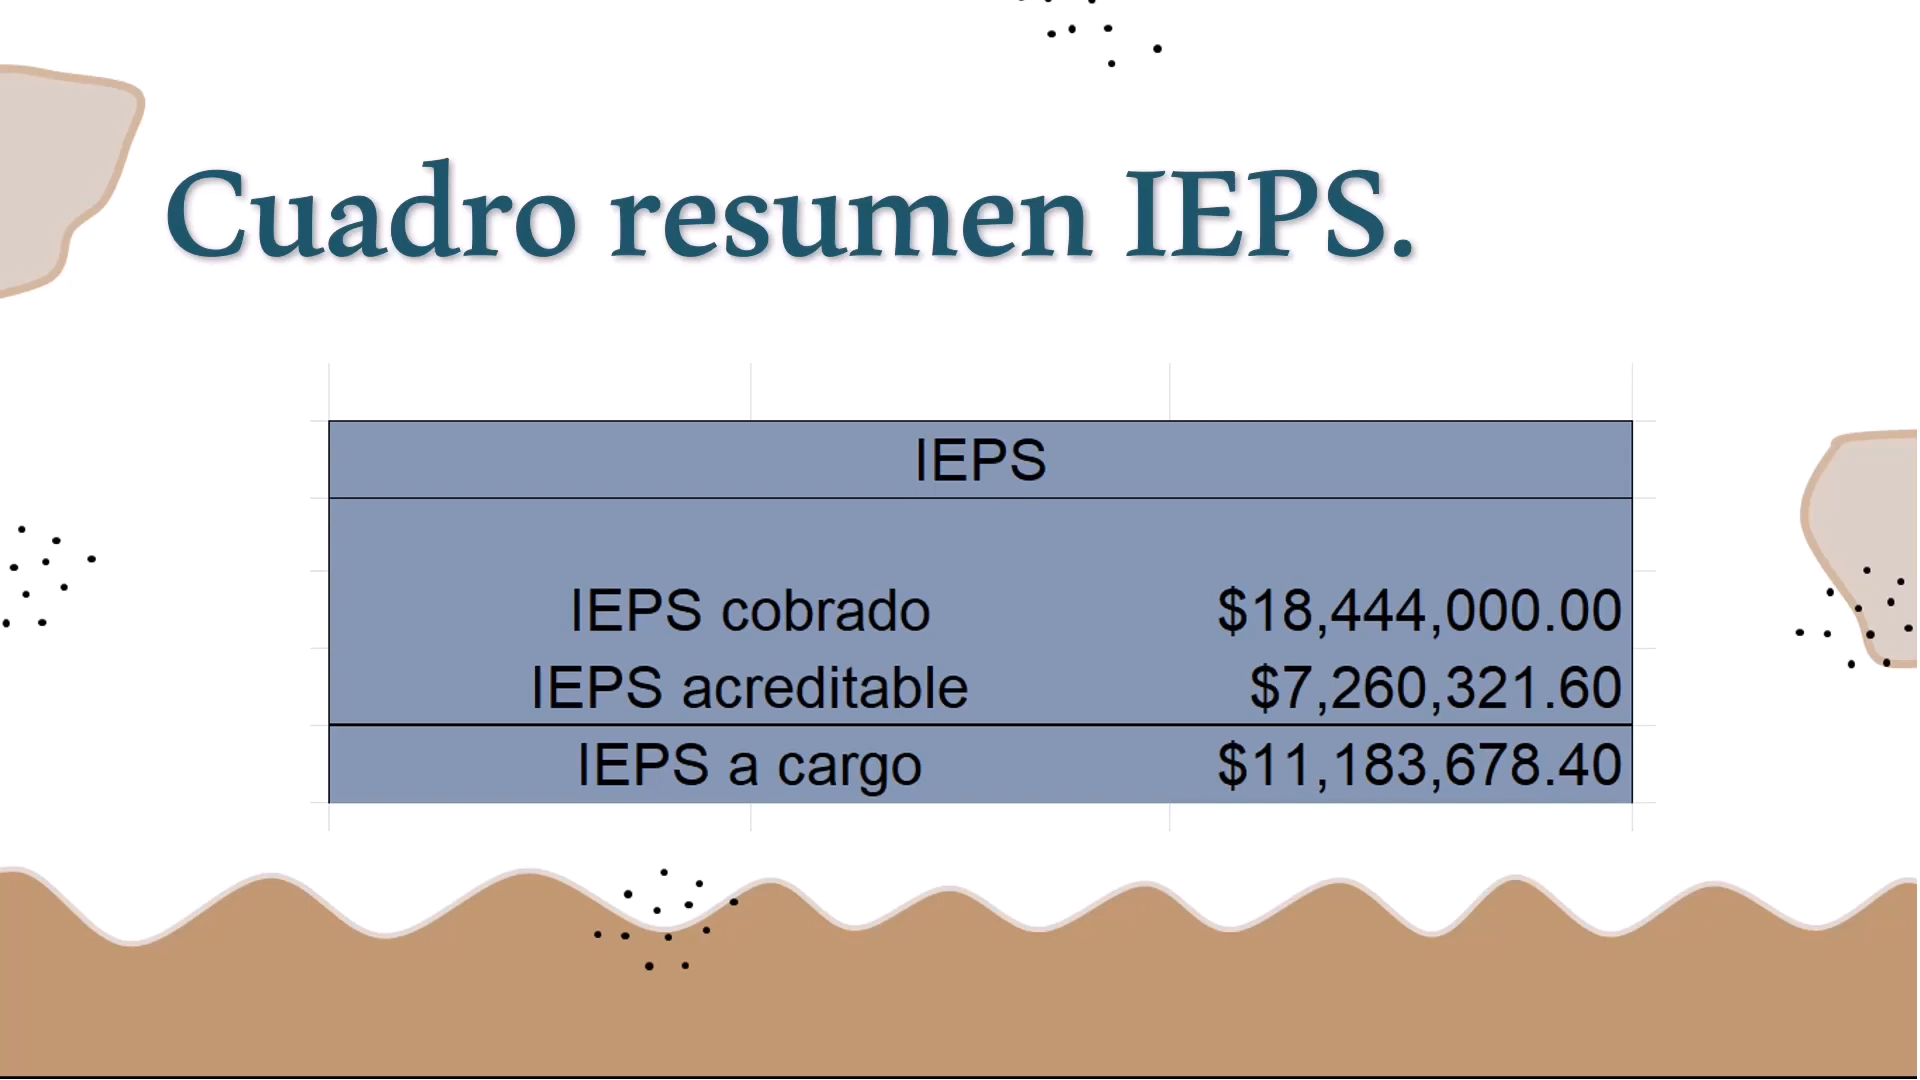 Cuadro resumen IEPS.
IEPS
IEPS cobrado $18,444,000.00
IEPS acreditable $7,260,321.60
IEPS a cargo $11,183,678.40